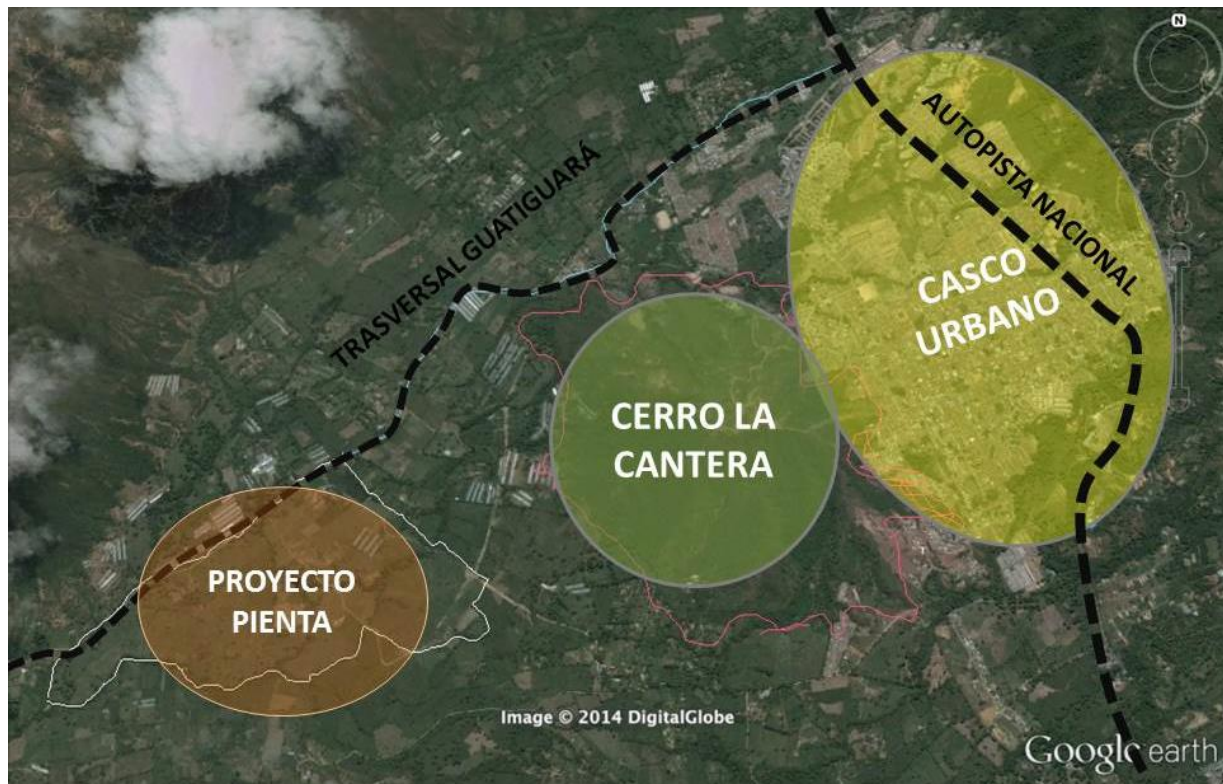 N
AUTOPISTA NACIONAL
TRASVERSAL GUATIGUARÁ
CASCO
URBANO
CERRO LA
CANTERA
PROYECTO
PIENTA
Image © 2014 DigitalGlobe
Google earth